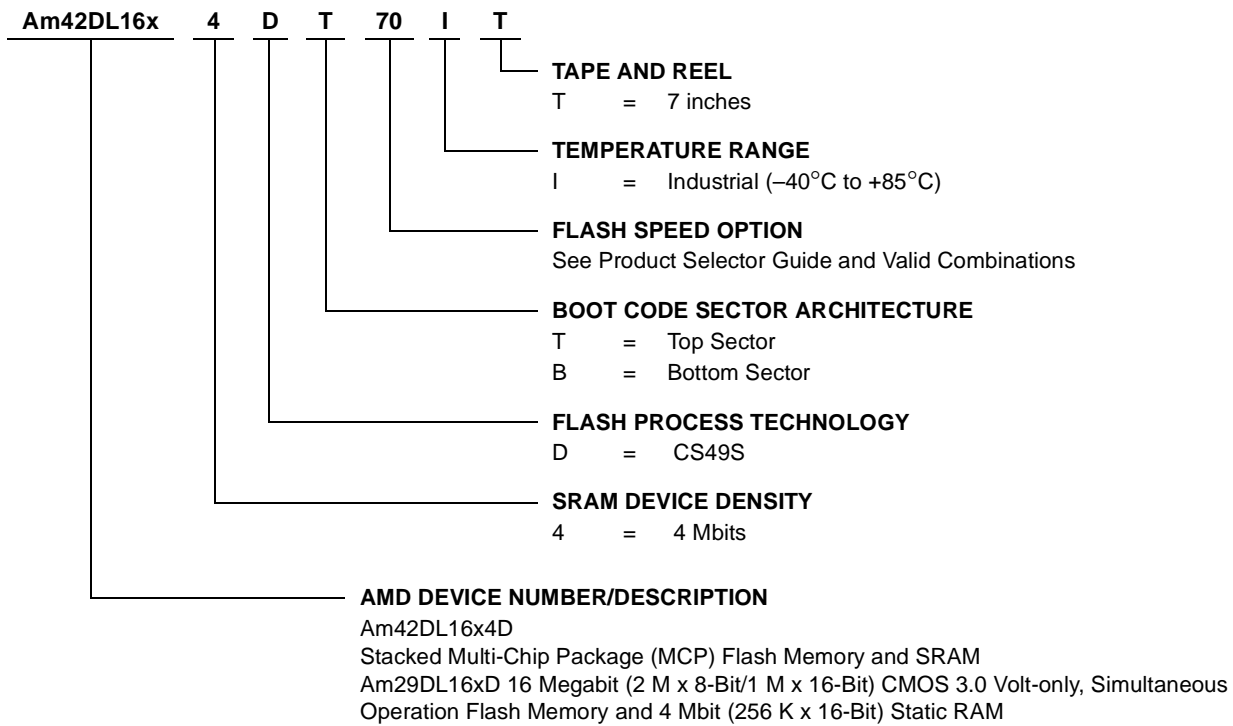 Am42DL16x 4 D T 70 I T
TAPE AND REEL
T = 7 inches
TEMPERATURE RANGE
I = Industrial (–40°C to +85°C)
FLASH SPEED OPTION
See Product Selector Guide and Valid Combinations
BOOT CODE SECTOR ARCHITECTURE
T = Top Sector
B = Bottom Sector
FLASH PROCESS TECHNOLOGY
D = CS49S
SRAM DEVICE DENSITY
4 = 4 Mbits
AMD DEVICE NUMBER/DESCRIPTION
Am42DL16x4D
Stacked Multi-Chip Package (MCP) Flash Memory and SRAM
Am29DL16xD 16 Megabit (2 M x 8-Bit/1 M x 16-Bit) CMOS 3.0 Volt-only, Simultaneous
Operation Flash Memory and 4 Mbit (256 K x 16-Bit) Static RAM